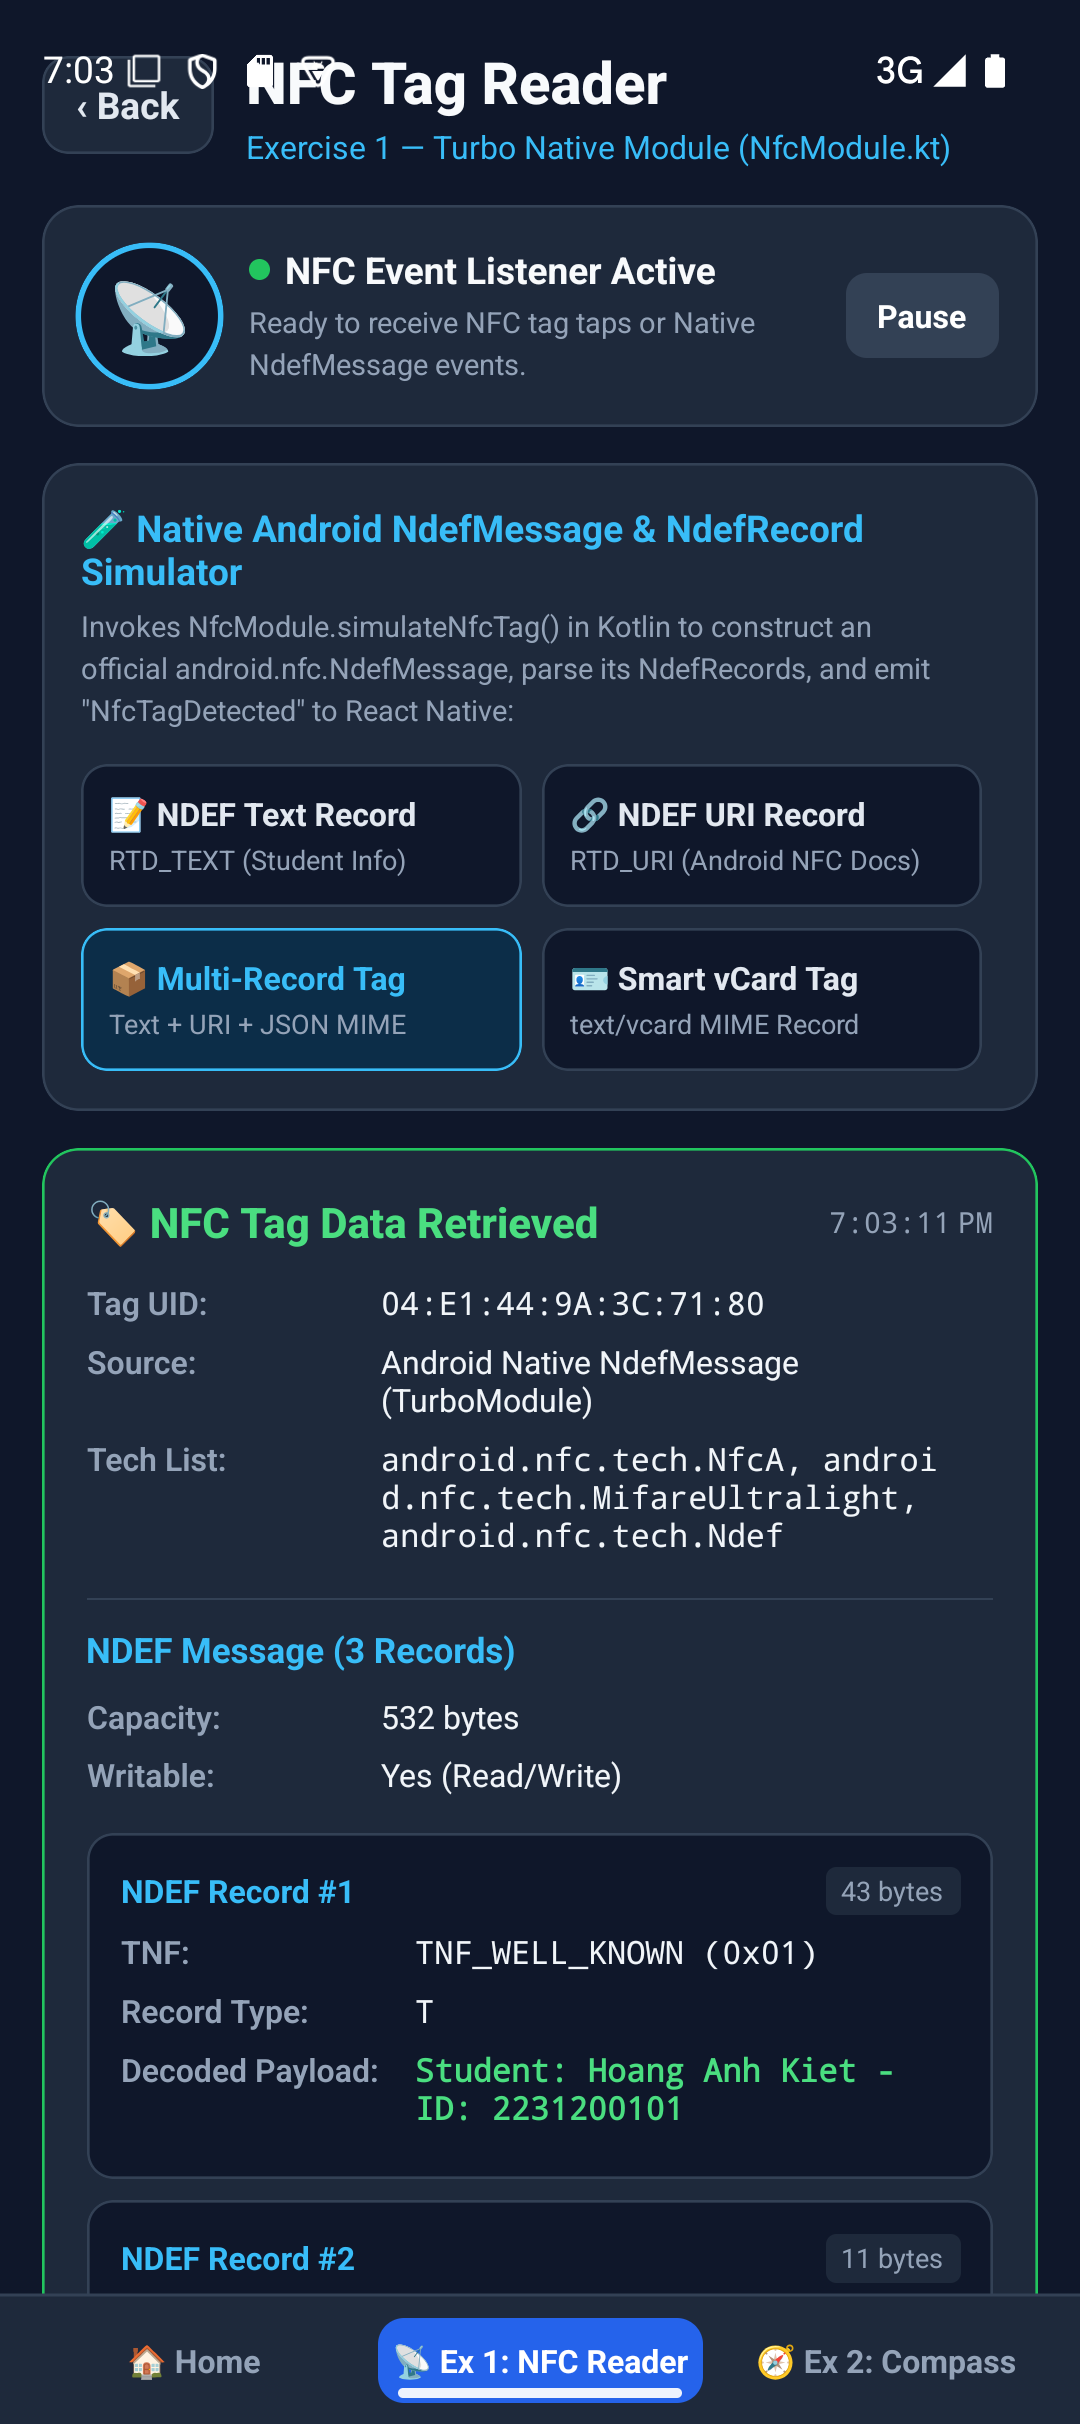 7:03
3G
‹ Back
NFC Tag Reader
Exercise 1 — Turbo Native Module (NfcModule.kt)
NFC Event Listener Active
Ready to receive NFC tag taps or Native
NdefMessage events.
Pause
Native Android NdefMessage & NdefRecord
Simulator
Invokes NfcModule.simulateNfcTag() in Kotlin to construct an
official android.nfc.NdefMessage, parse its NdefRecords, and emit
"NfcTagDetected" to React Native:
NDEF Text Record
RTD_TEXT (Student Info)
NDEF URI Record
RTD_URI (Android NFC Docs)
Multi-Record Tag
Text + URI + JSON MIME
Smart vCard Tag
text/vcard MIME Record
NFC Tag Data Retrieved
7:03:11 PM
Tag UID: 04:E1:44:9A:3C:71:80
Source: Android Native NdefMessage
(TurboModule)
Tech List: android.nfc.tech.NfcA, androi
d.nfc.tech.MifareUltralight,
android.nfc.tech.Ndef
NDEF Message (3 Records)
Capacity: 532 bytes
Writable: Yes (Read/Write)
NDEF Record #1
43 bytes
TNF: TNF_WELL_KNOWN (0x01)
Record Type: T
Decoded Payload: Student: Hoang Anh Kiet -
ID: 2231200101
NDEF Record #2
11 bytes
Home
Ex 1: NFC Reader
Ex 2: Compass